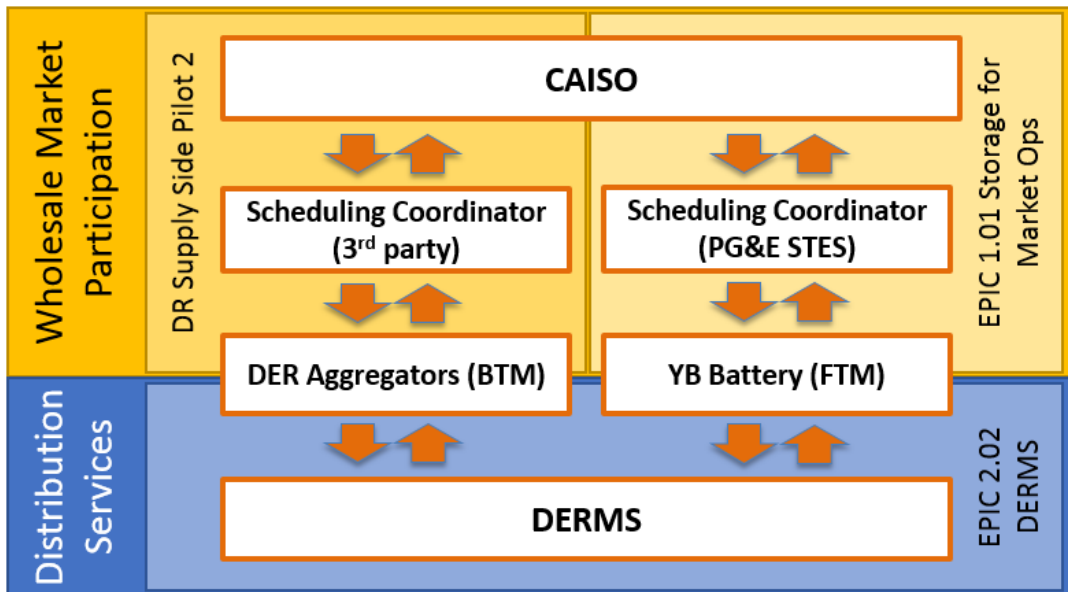 Wholesale Market
Participation
DR Supply Side Pilot 2
CAISO
EPIC 1.01 Storage for
Market Ops
Scheduling Coordinator
(3rd party)
Scheduling Coordinator
(PG&E STES)
DER Aggregators (BTM)
YB Battery (FTM)
Distribution
Services
DERMS
EPIC 2.02
DERMS